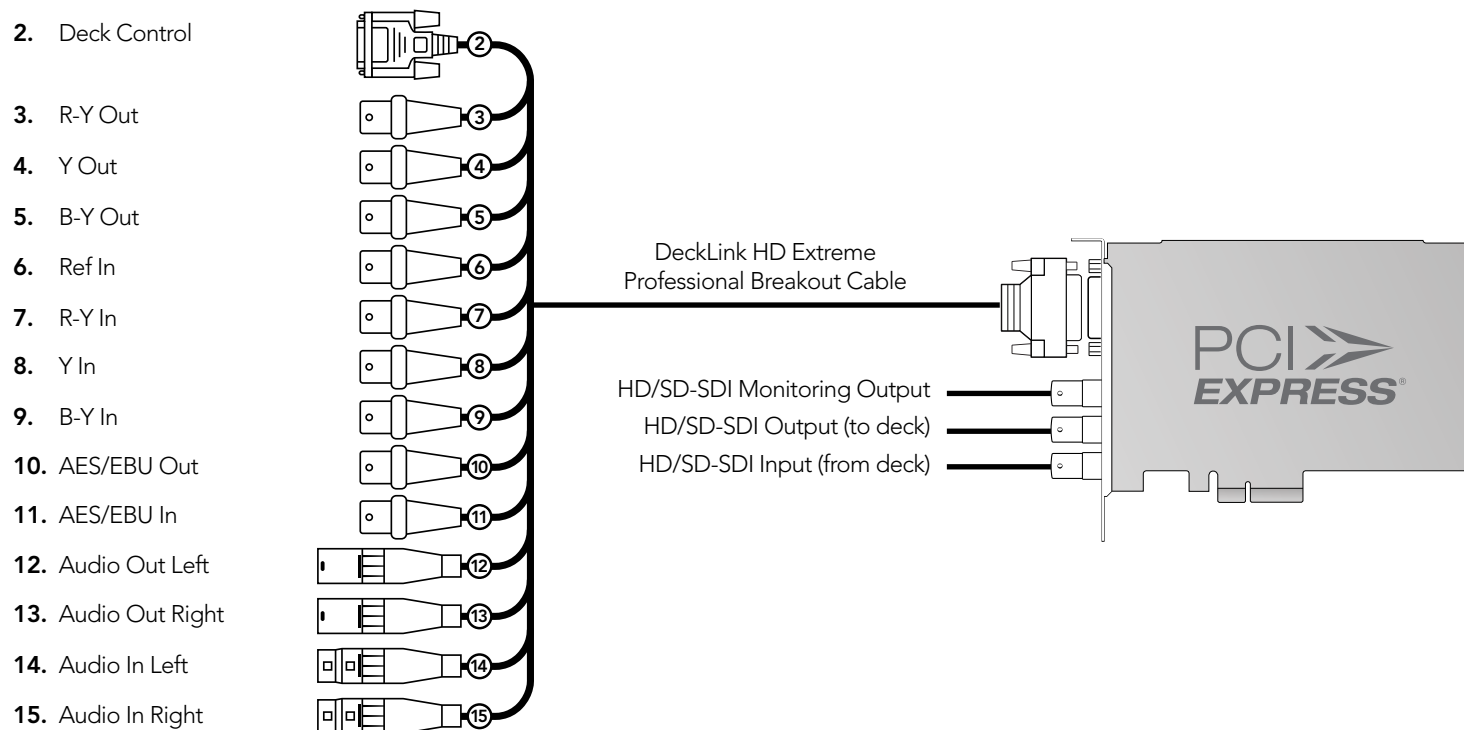 2. Deck Control
2
3. R-Y Out
3
4. Y Out
4
5. B-Y Out
5
6. Ref In
6
7. R-Y In
7
8. Y In
8
9. B-Y In
9
10. AES/EBU Out
10
11. AES/EBU In
11
12. Audio Out Left
12
13. Audio Out Right
13
14. Audio In Left
14
15. Audio In Right
15
DeckLink HD Extreme
Professional Breakout Cable
HD/SD-SDI Monitoring Output
HD/SD-SDI Output (to deck)
HD/SD-SDI Input (from deck)
PCI
EXPRESS®